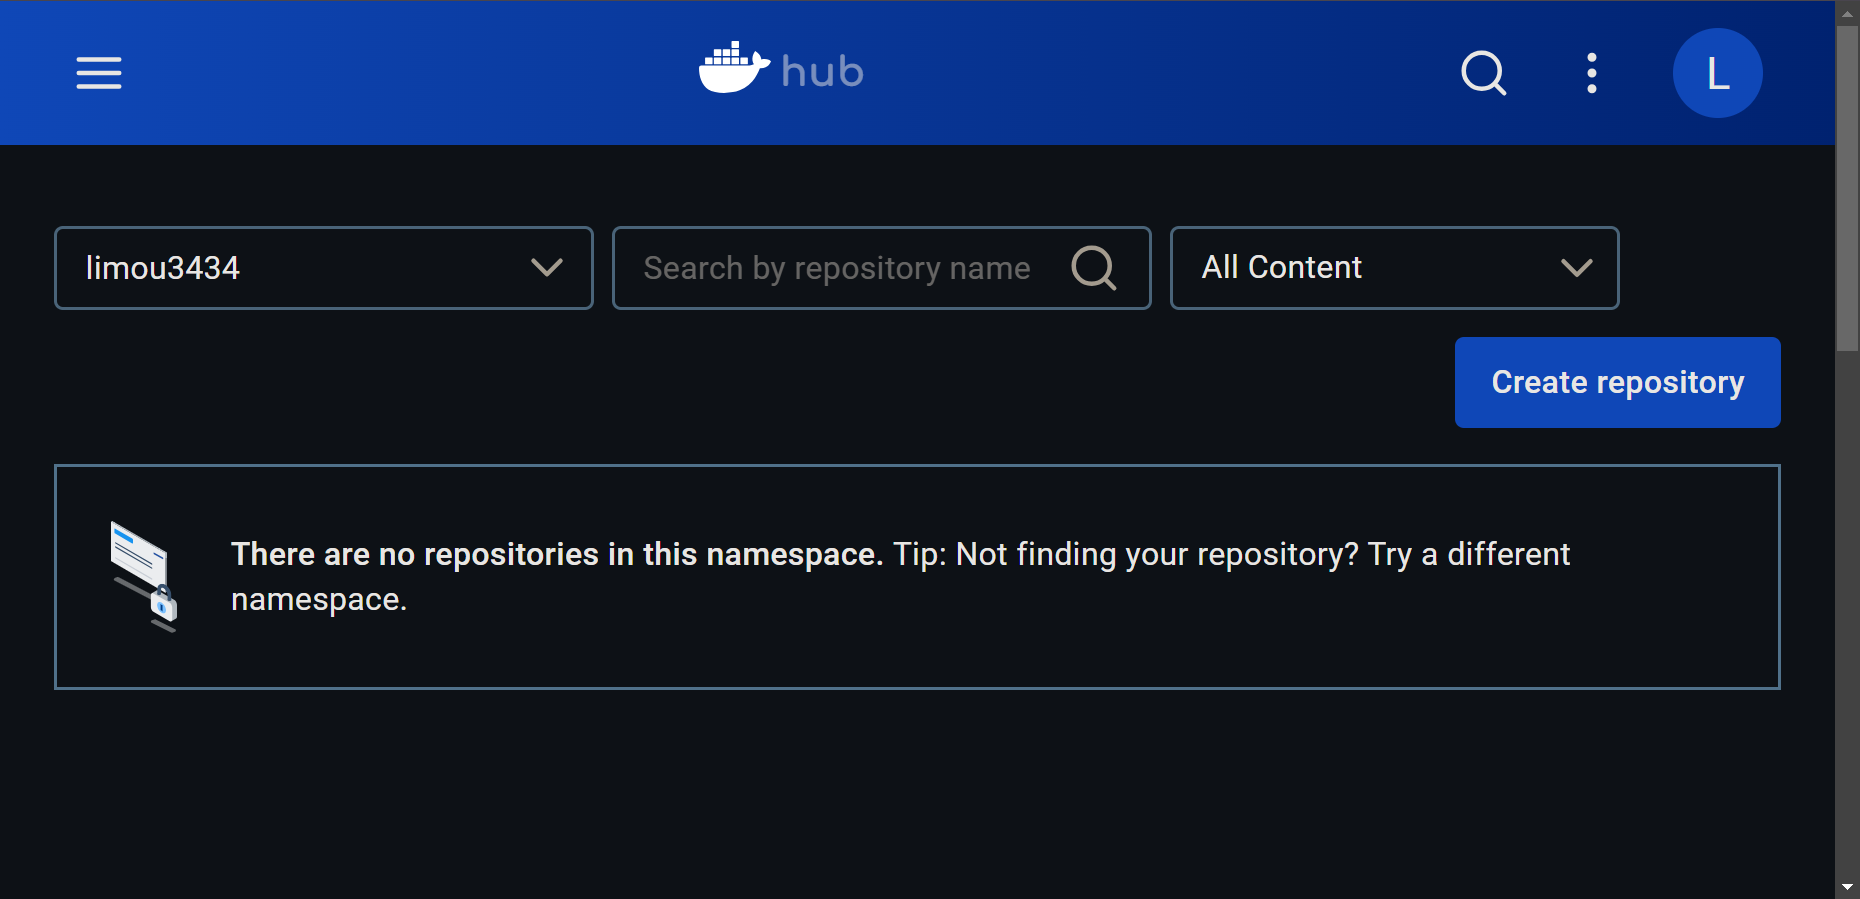 hub
L
limou3434
Search by repository name
All Content
Create repository
There are no repositories in this namespace. Tip: Not finding your repository? Try a different
namespace.